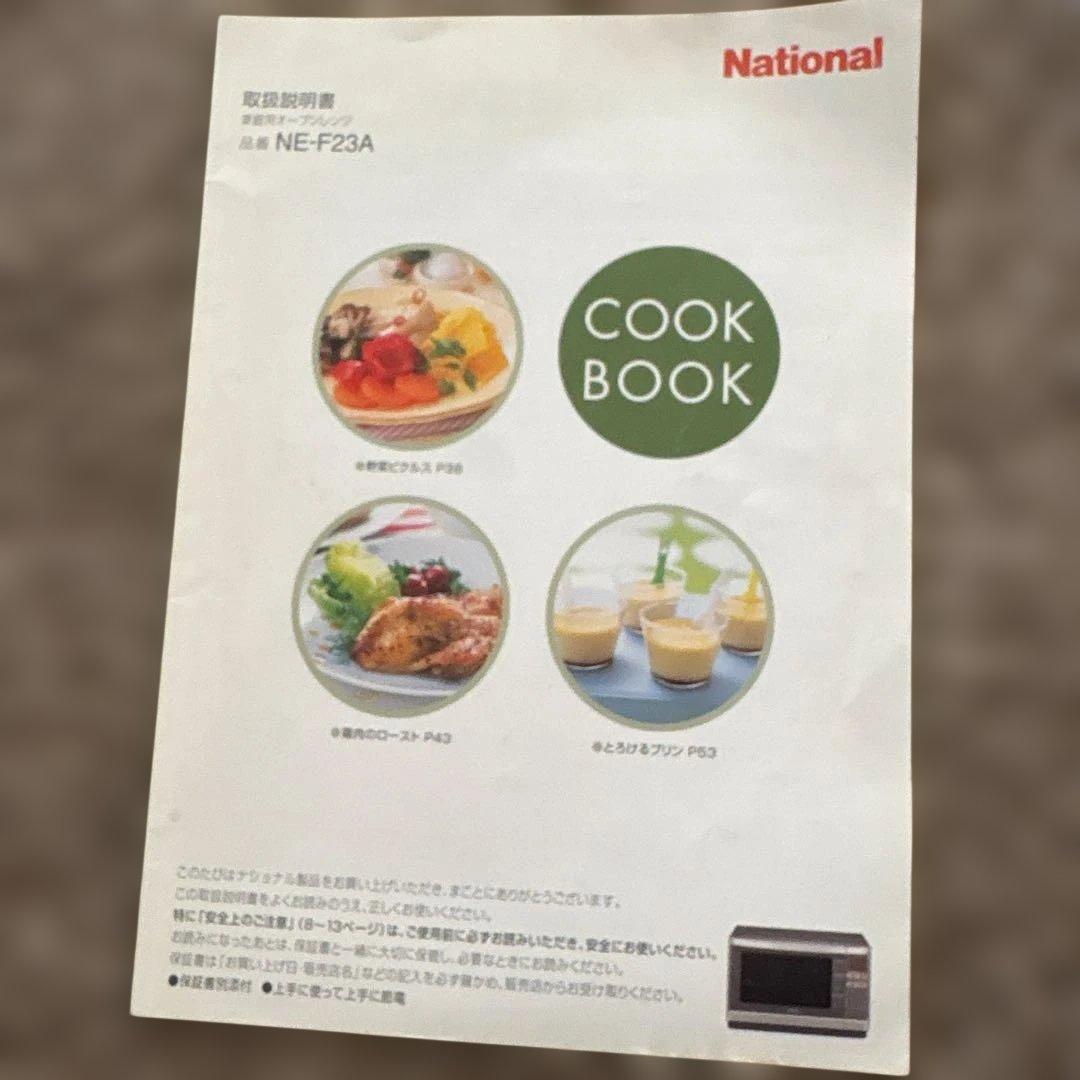 National
取扱説明書
家庭用オーブンレンジ
品番 NE-F23A
COOK
BOOK
●野菜ピクルス P38
●鶏肉のロースト P43
●とろけるプリン P53
このたびはナショナル製品をお買い上げいただき、まことにありがとうございます。
この取扱説明書をよくお読みのうえ、正しくお使いください。
特に「安全上のご注意」(8～13ページ)は、ご使用前に必ずお読みいただき、安全にお使いください。
お読みになったあとは、保証書と一緒に大切に保管し、必要なときにお読みください。
保証書は「お買い上げ日・販売店名」などの記入を必ず確かめ、販売店からお受け取りください。
●保証書別添付 ●上手に使って上手に節電